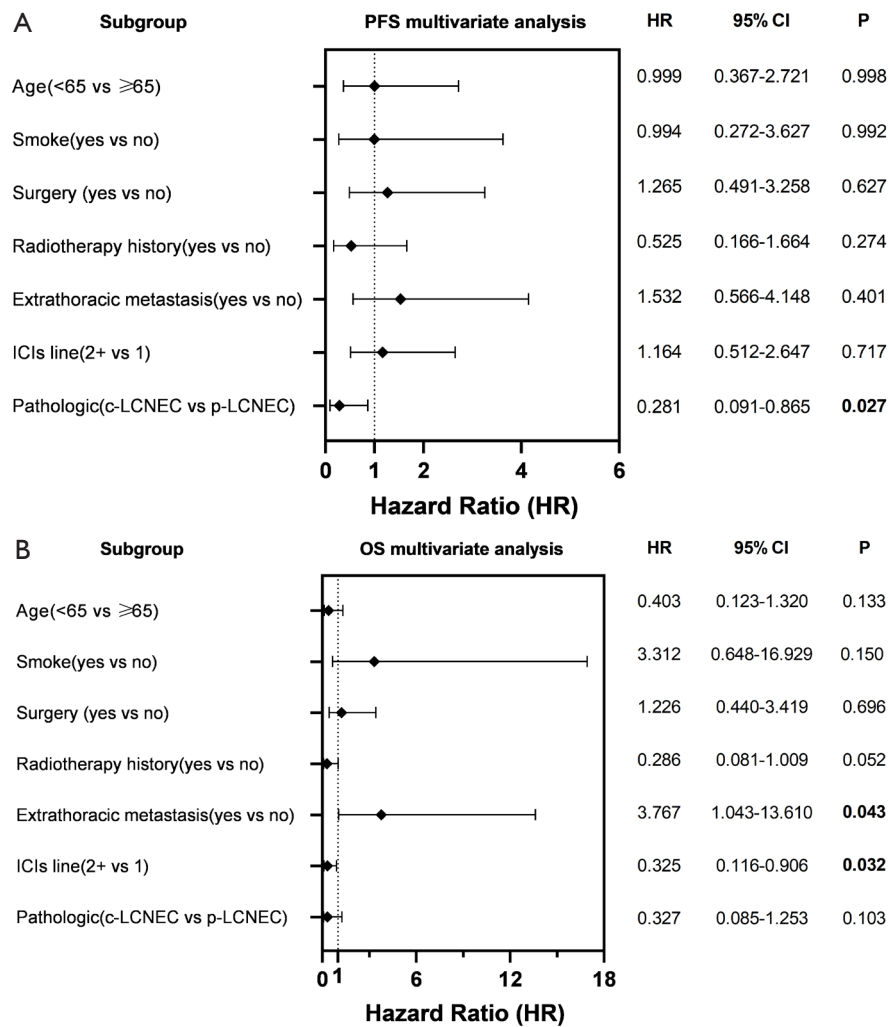 A Subgroup PFS multivariate analysis HR 95% CI P
Age(<65 vs ≥65) 0.999 0.367-2.721 0.998
Smoke(yes vs no) 0.994 0.272-3.627 0.992
Surgery (yes vs no) 1.265 0.491-3.258 0.627
Radiotherapy history(yes vs no) 0.525 0.166-1.664 0.274
Extrathoracic metastasis(yes vs no) 1.532 0.566-4.148 0.401
ICIs line(2+ vs 1) 1.164 0.512-2.647 0.717
Pathologic(c-LCNEC vs p-LCNEC) 0.281 0.091-0.865 0.027
0 1 2 4 6
Hazard Ratio (HR)
B Subgroup OS multivariate analysis HR 95% CI P
Age(<65 vs ≥65) 0.403 0.123-1.320 0.133
Smoke(yes vs no) 3.312 0.648-16.929 0.150
Surgery (yes vs no) 1.226 0.440-3.419 0.696
Radiotherapy history(yes vs no) 0.286 0.081-1.009 0.052
Extrathoracic metastasis(yes vs no) 3.767 1.043-13.610 0.043
ICIs line(2+ vs 1) 0.325 0.116-0.906 0.032
Pathologic(c-LCNEC vs p-LCNEC) 0.327 0.085-1.253 0.103
0 1 6 12 18
Hazard Ratio (HR)